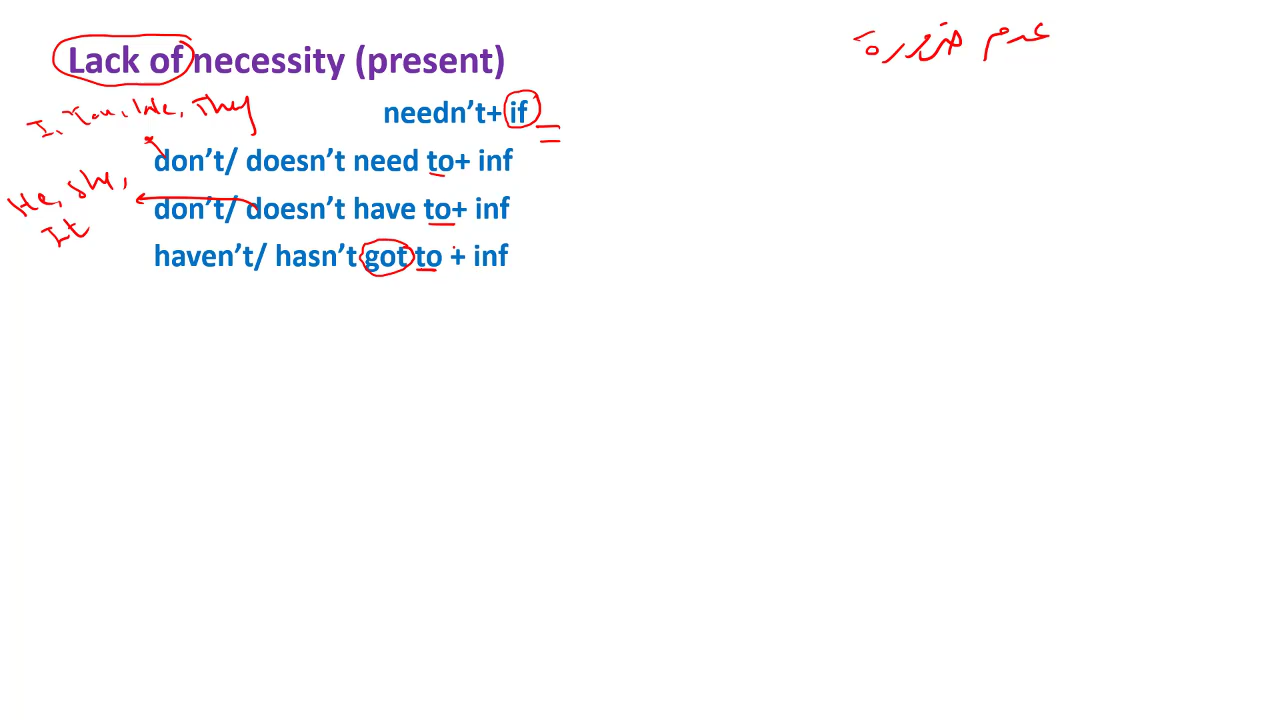 Lack of necessity (present)
عدم ضرورة
needn't+ if
I, You, We, They
don't/ doesn't need to+ inf
He, She,
It
don't/ doesn't have to+ inf
haven't/ hasn't got to + inf